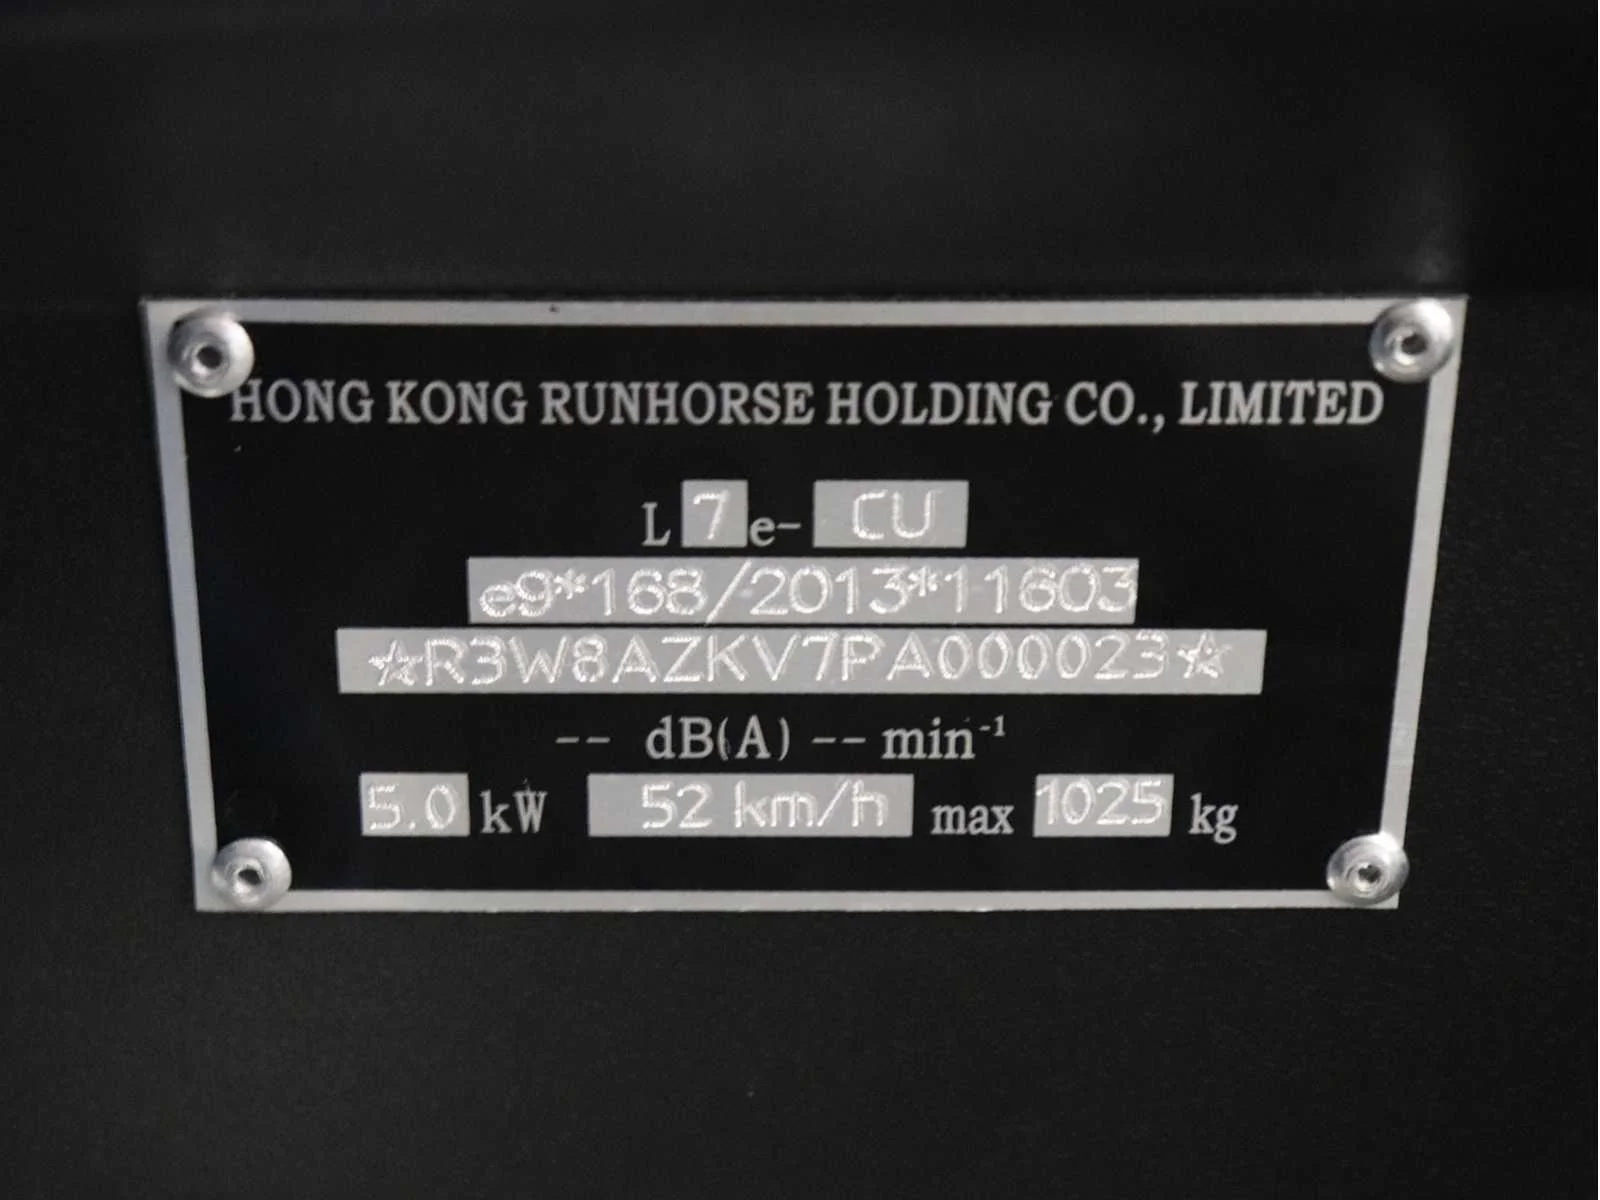 HONG KONG RUNHORSE HOLDING CO., LIMITED
L 7 e- CU
e9*168/2013*11603
☆R3W8AZKV7PA000023☆
-- dB(A) -- min⁻¹
5.0 kW 52 km/h max 1025 kg